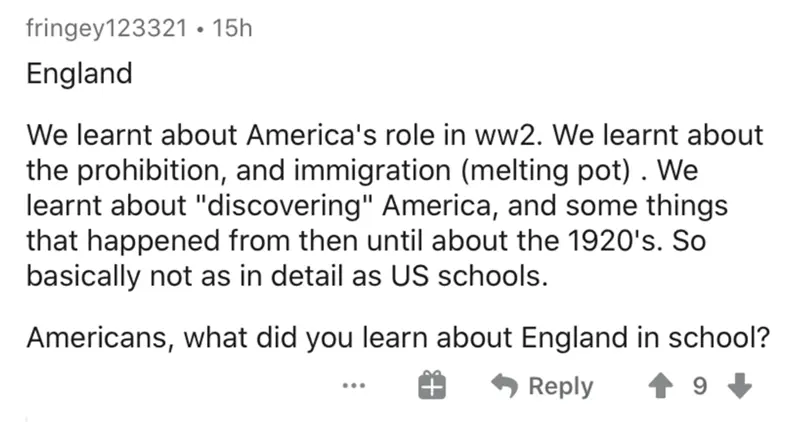 fringey123321 • 15h
England
We learnt about America's role in ww2. We learnt about
the prohibition, and immigration (melting pot) . We
learnt about "discovering" America, and some things
that happened from then until about the 1920's. So
basically not as in detail as US schools.
Americans, what did you learn about England in school?
... Reply 9